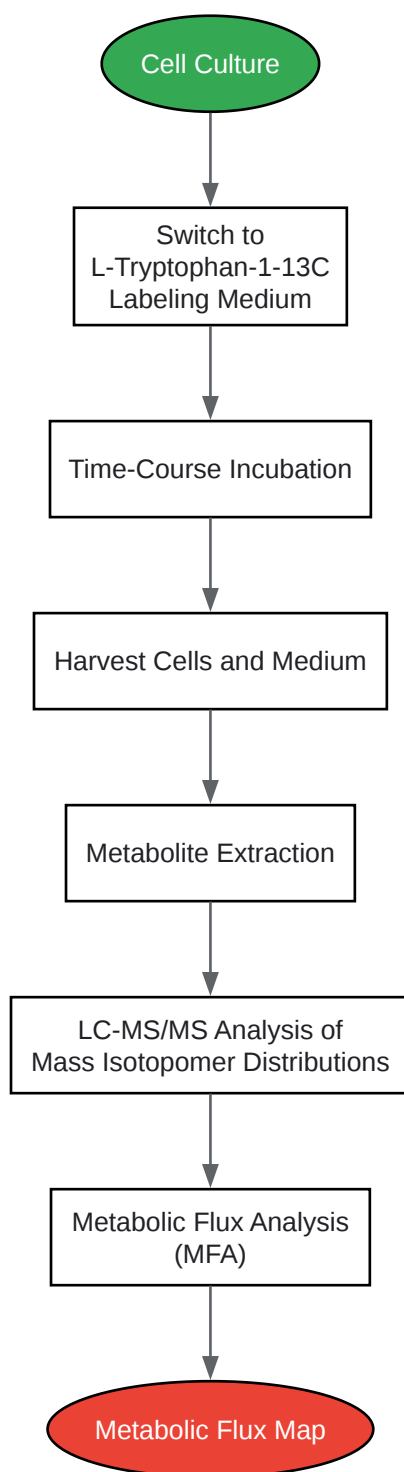 Cell Culture
Switch to
L-Tryptophan-1-13C
Labeling Medium
Time-Course Incubation
Harvest Cells and Medium
Metabolite Extraction
LC-MS/MS Analysis of
Mass Isotopomer Distributions
Metabolic Flux Analysis
(MFA)
Metabolic Flux Map